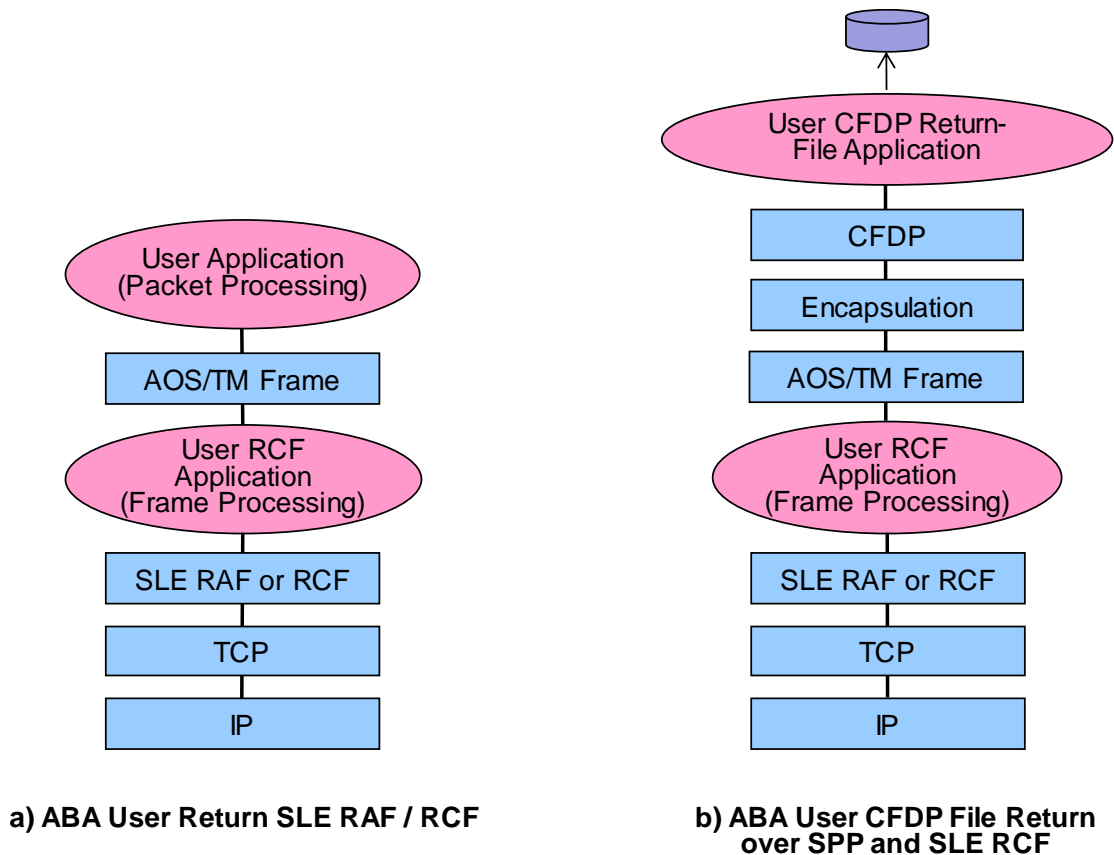 User Application
(Packet Processing)
AOS/TM Frame
User RCF
Application
(Frame Processing)
SLE RAF or RCF
TCP
IP
a) ABA User Return SLE RAF / RCF
User CFDP Return-
File Application
CFDP
Encapsulation
AOS/TM Frame
User RCF
Application
(Frame Processing)
SLE RAF or RCF
TCP
IP
b) ABA User CFDP File Return
over SPP and SLE RCF